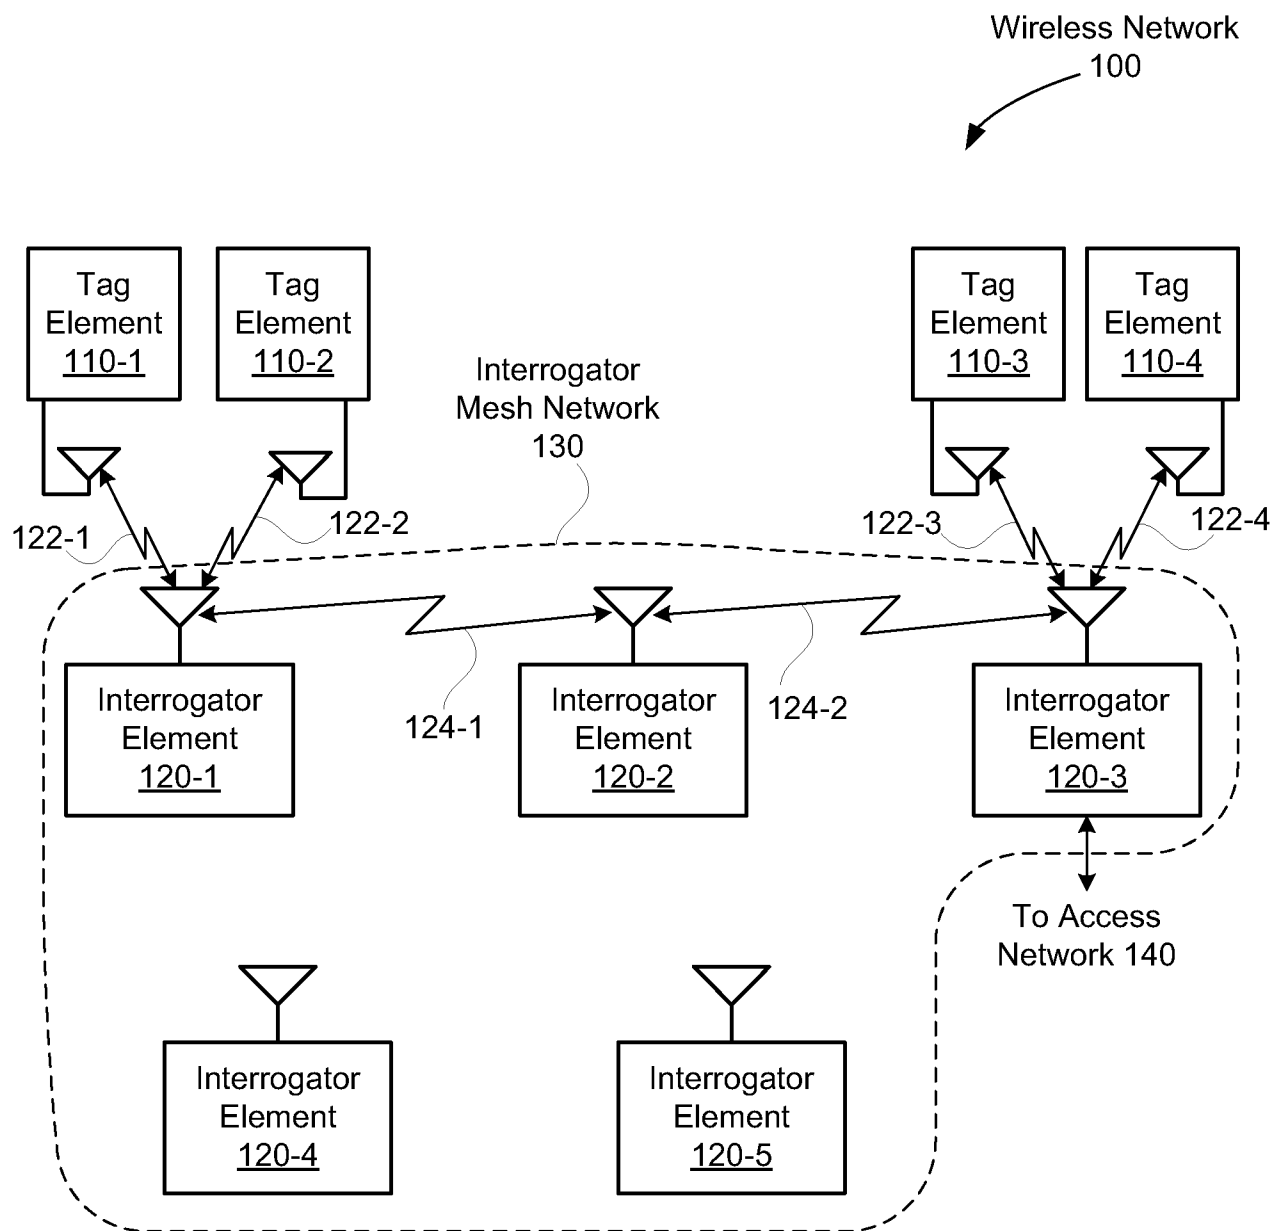 Wireless Network
100
Tag
Element
110-1
Tag
Element
110-2
Tag
Element
110-3
Tag
Element
110-4
Interrogator
Mesh Network
130
122-1
122-2
122-3
122-4
124-1
124-2
Interrogator
Element
120-1
Interrogator
Element
120-2
Interrogator
Element
120-3
To Access
Network 140
Interrogator
Element
120-4
Interrogator
Element
120-5